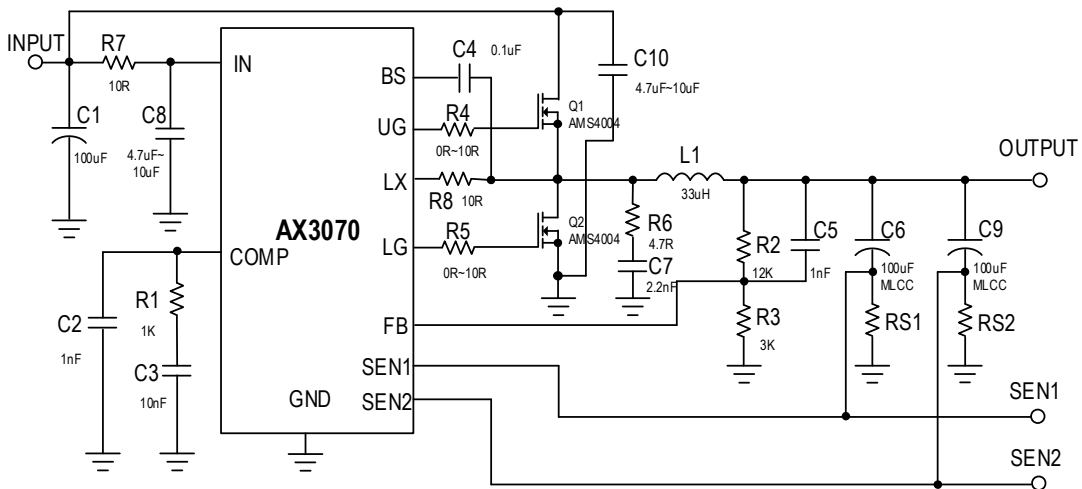 INPUT
R7
10R
C1
100uF
C8
4.7uF~
10uF
IN
BS
UG
LX
LG
AX3070
COMP
FB
SEN1
SEN2
GND
C4
0.1uF
C10
4.7uF~10uF
R4
0R~10R
Q1
AMS4004
R8
10R
R5
0R~10R
Q2
AMS4004
L1
33uH
OUTPUT
R6
4.7R
C7
2.2nF
R2
12K
C5
1nF
R3
3K
C6
100uF
MLCC
C9
100uF
MLCC
RS1
RS2
R1
1K
C2
1nF
C3
10nF
SEN1
SEN2